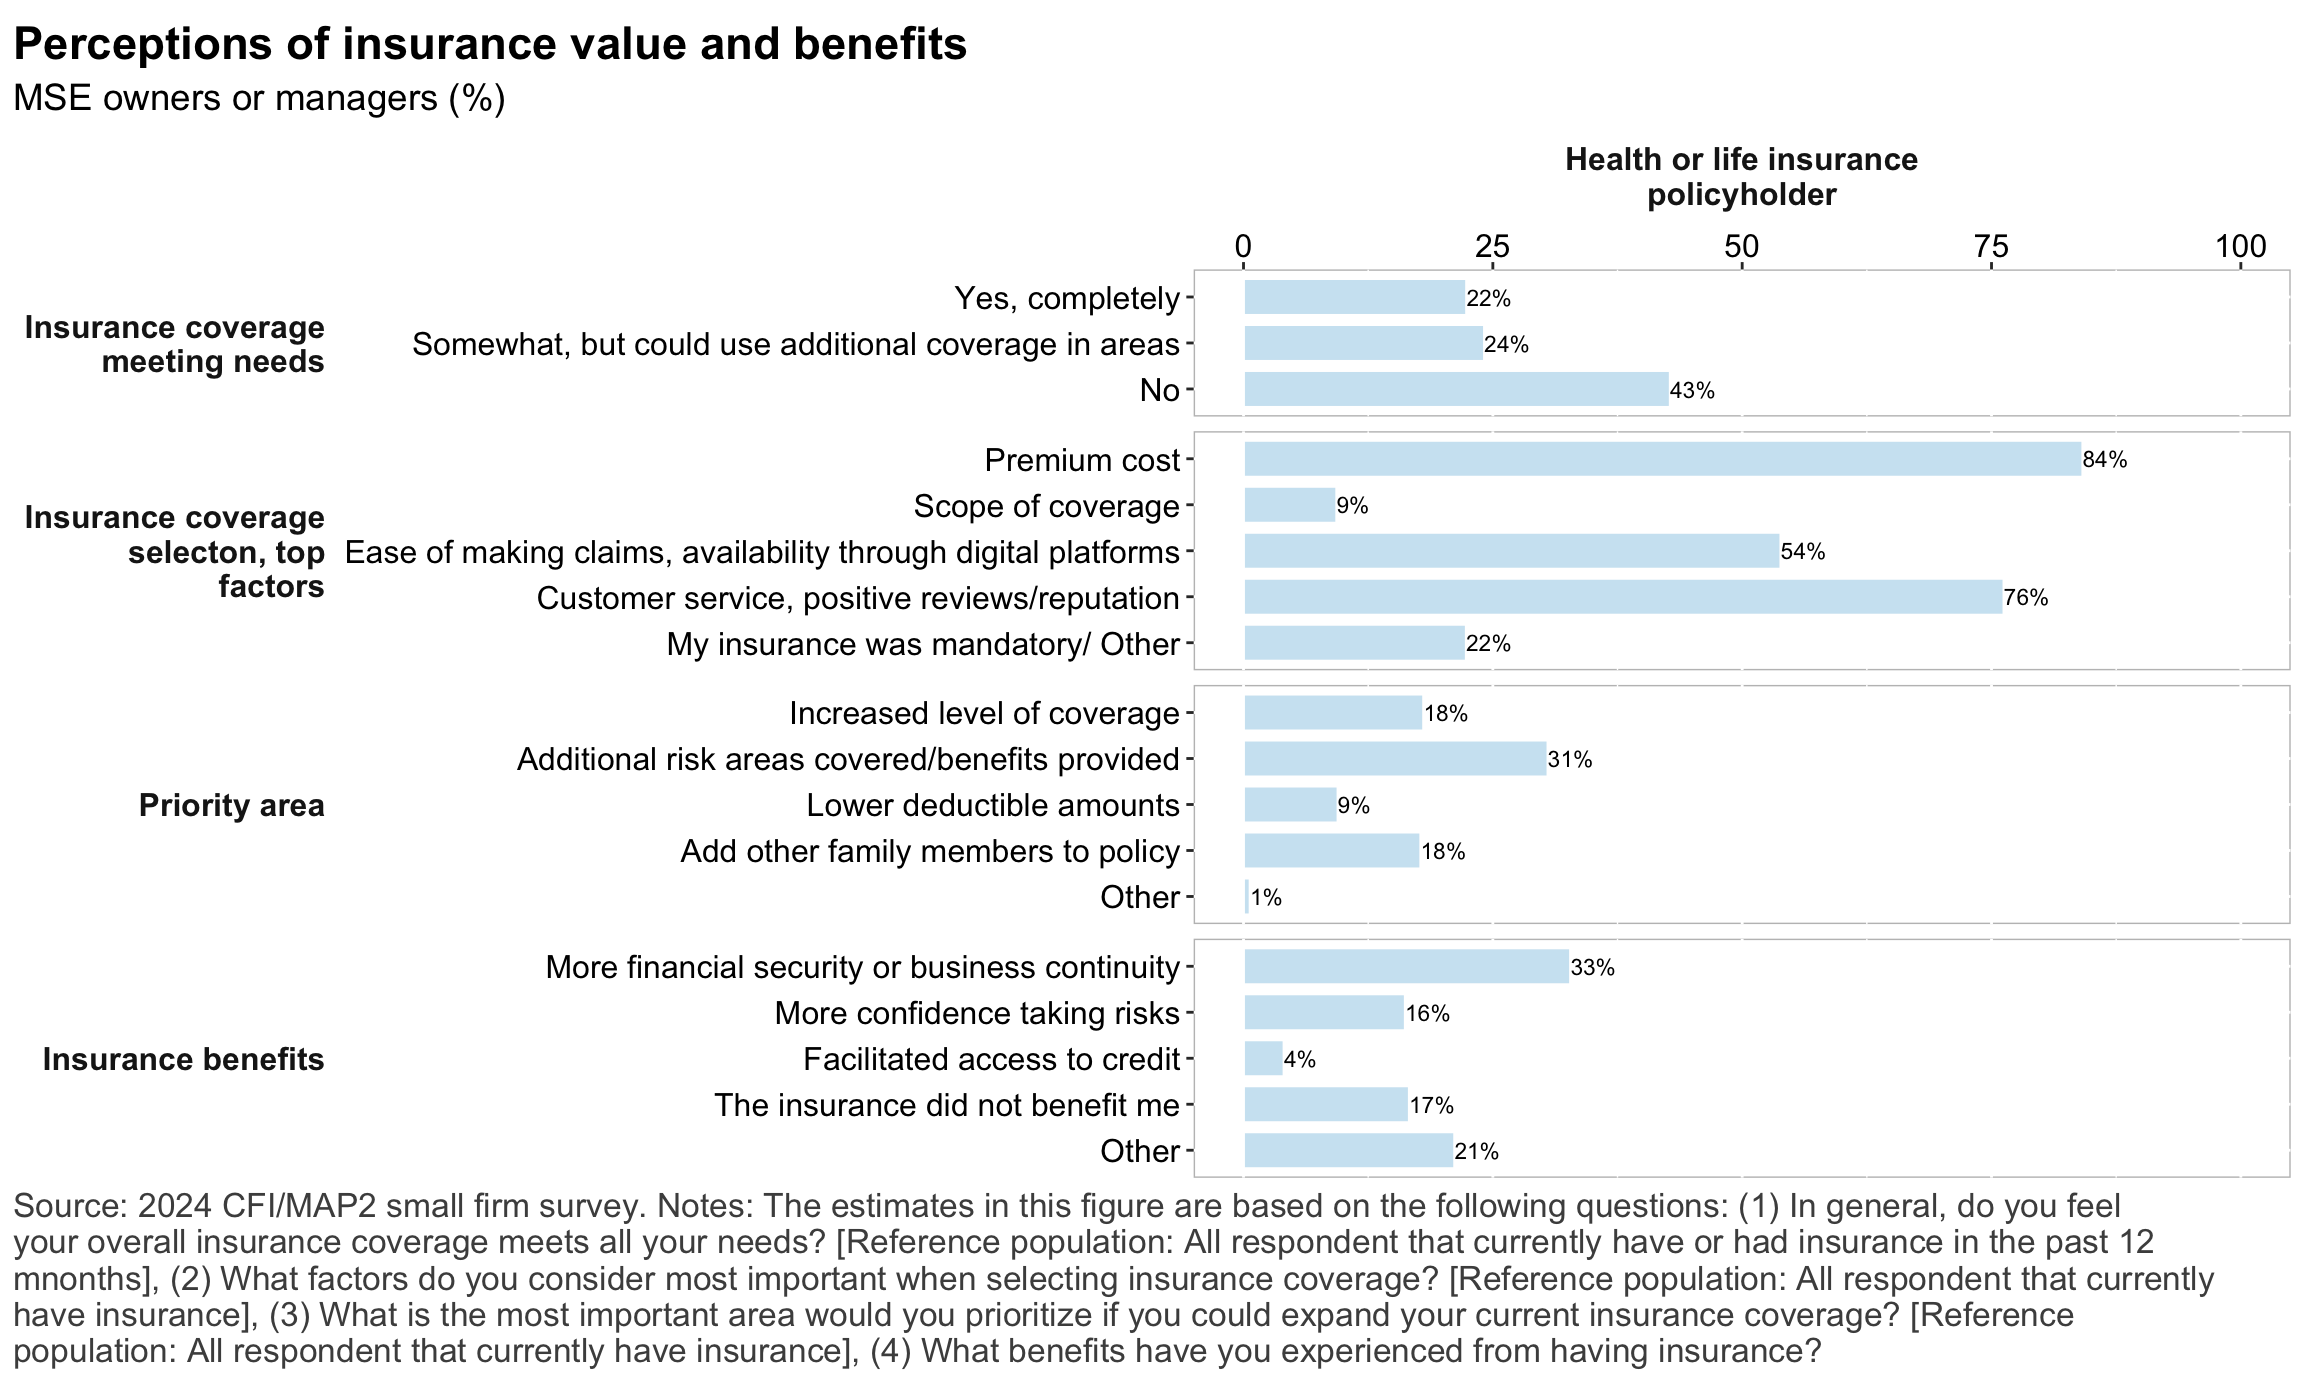 Perceptions of insurance value and benefits
MSE owners or managers (%)
Health or life insurance
policyholder
0 25 50 75 100
Insurance coverage
meeting needs
Yes, completely 22%
Somewhat, but could use additional coverage in areas 24%
No 43%
Insurance coverage
selecton, top
factors
Premium cost 84%
Scope of coverage 9%
Ease of making claims, availability through digital platforms 54%
Customer service, positive reviews/reputation 76%
My insurance was mandatory/ Other 22%
Priority area
Increased level of coverage 18%
Additional risk areas covered/benefits provided 31%
Lower deductible amounts 9%
Add other family members to policy 18%
Other 1%
Insurance benefits
More financial security or business continuity 33%
More confidence taking risks 16%
Facilitated access to credit 4%
The insurance did not benefit me 17%
Other 21%
Source: 2024 CFI/MAP2 small firm survey. Notes: The estimates in this figure are based on the following questions: (1) In general, do you feel
your overall insurance coverage meets all your needs? [Reference population: All respondent that currently have or had insurance in the past 12
mnonths], (2) What factors do you consider most important when selecting insurance coverage? [Reference population: All respondent that currently
have insurance], (3) What is the most important area would you prioritize if you could expand your current insurance coverage? [Reference
population: All respondent that currently have insurance], (4) What benefits have you experienced from having insurance?